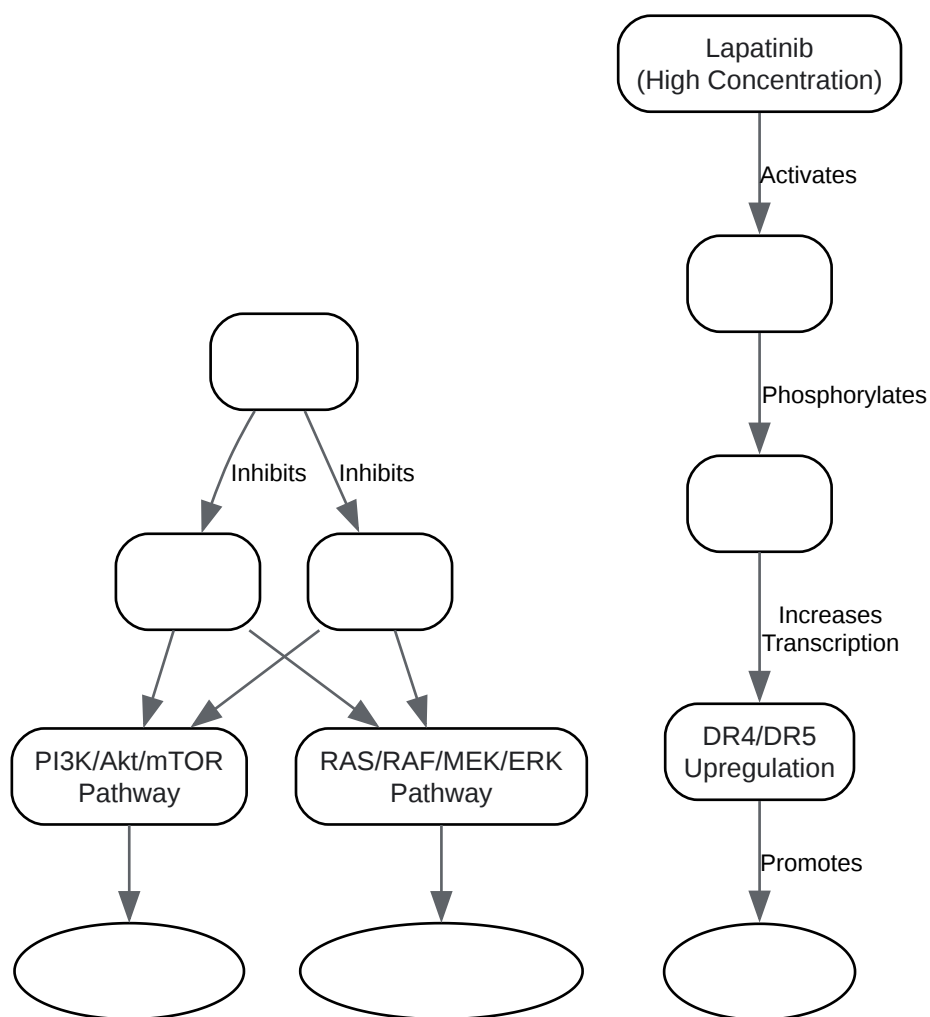 Lapatinib
(High Concentration)
Activates
Phosphorylates
Inhibits
Inhibits
Increases
Transcription
PI3K/Akt/mTOR
Pathway
RAS/RAF/MEK/ERK
Pathway
DR4/DR5
Upregulation
Promotes